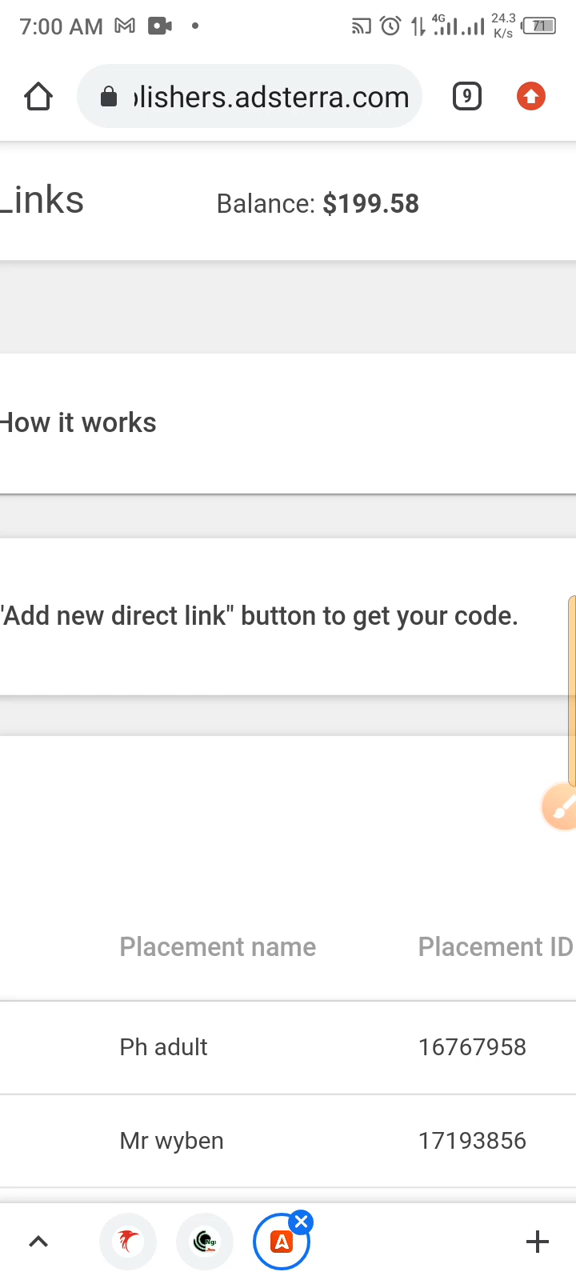 7:00 AM
4G
24.3
K/s
71
lishers.adsterra.com
9
Links
Balance: $199.58
How it works
"Add new direct link" button to get your code.
Placement name
Placement ID
Ph adult
16767958
Mr wyben
17193856
A